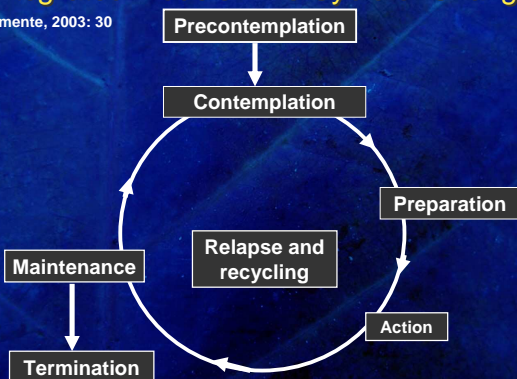 mente, 2003: 30
Precontemplation
Contemplation
Preparation
Relapse and
recycling
Maintenance
Action
Termination